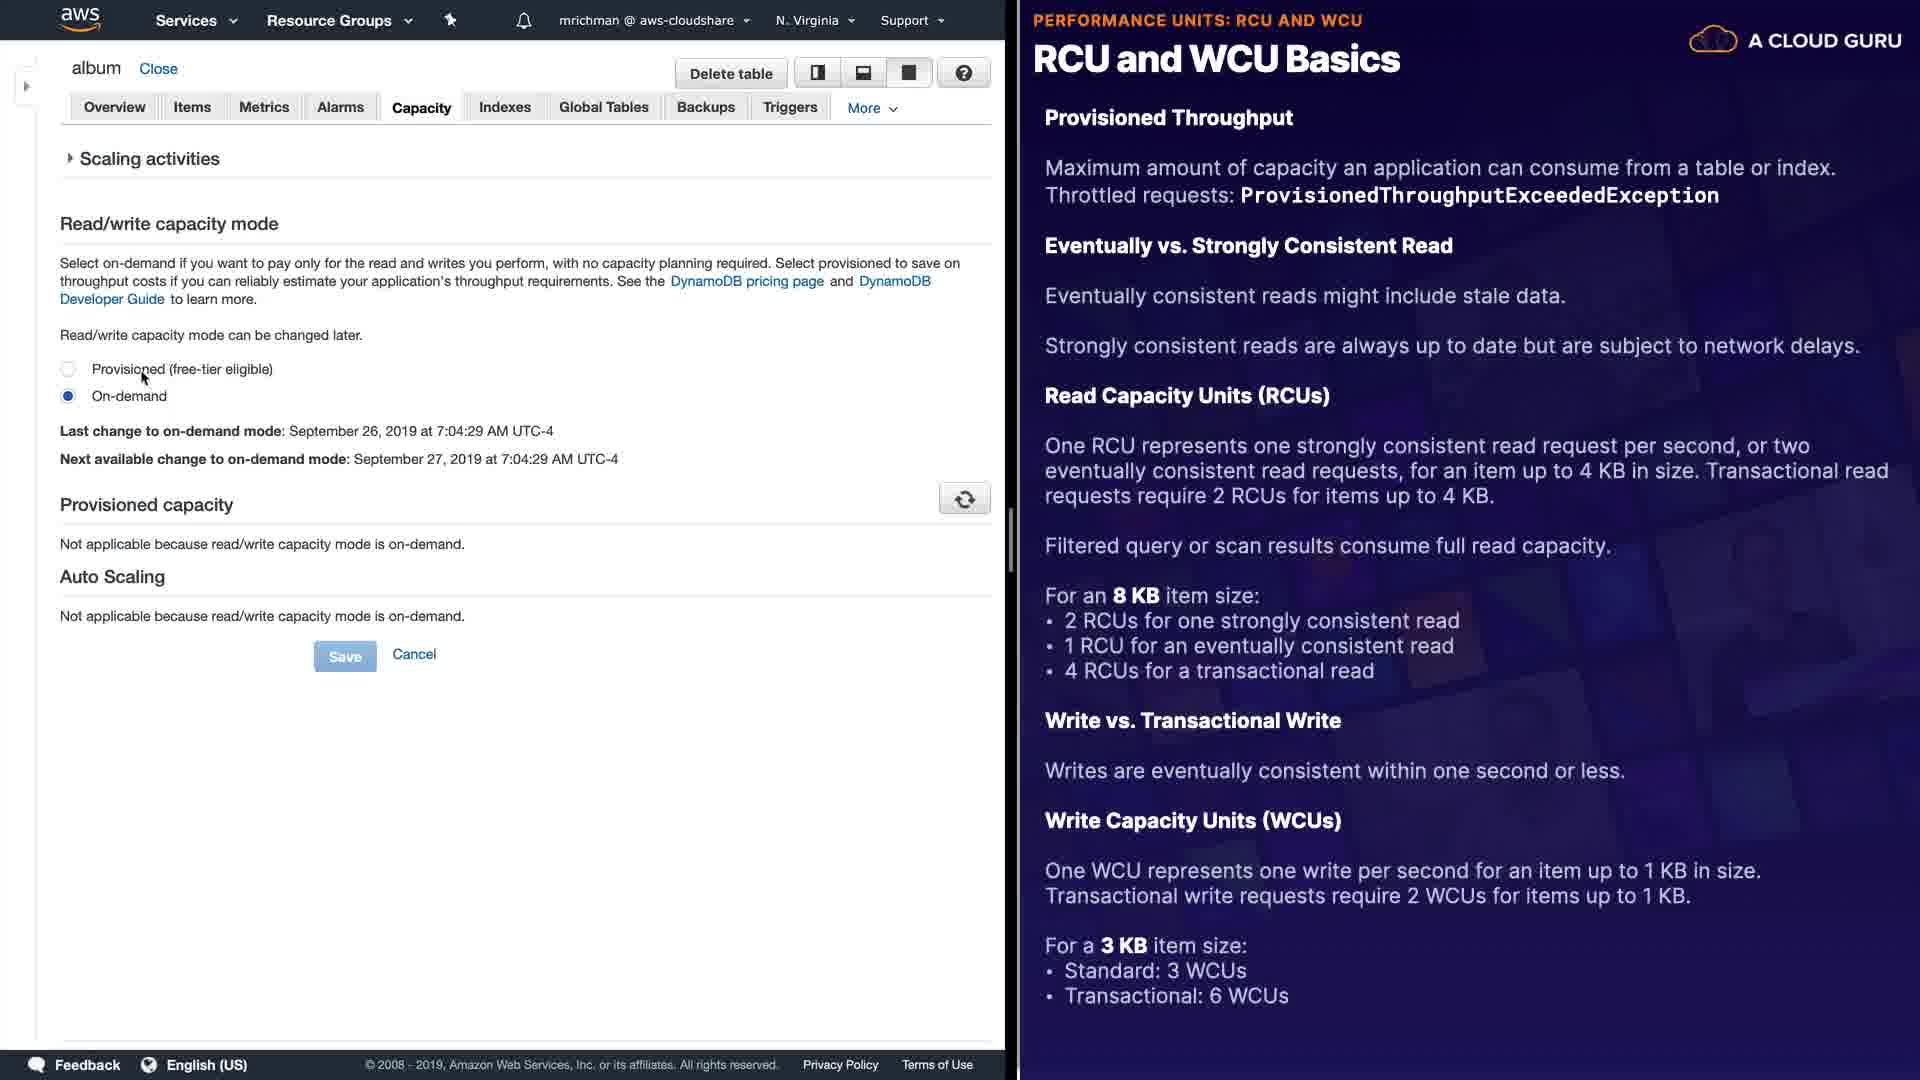 aws Services Resource Groups mrichman @ aws-cloudshare N. Virginia Support
album Close Delete table
Overview Items Metrics Alarms Capacity Indexes Global Tables Backups Triggers More
Scaling activities
Read/write capacity mode
Select on-demand if you want to pay only for the read and writes you perform, with no capacity planning required. Select provisioned to save on
throughput costs if you can reliably estimate your application's throughput requirements. See the DynamoDB pricing page and DynamoDB
Developer Guide to learn more.
Read/write capacity mode can be changed later.
Provisioned (free-tier eligible)
On-demand
Last change to on-demand mode: September 26, 2019 at 7:04:29 AM UTC-4
Next available change to on-demand mode: September 27, 2019 at 7:04:29 AM UTC-4
Provisioned capacity
Not applicable because read/write capacity mode is on-demand.
Auto Scaling
Not applicable because read/write capacity mode is on-demand.
Save Cancel
Feedback English (US) © 2008 - 2019, Amazon Web Services, Inc. or its affiliates. All rights reserved. Privacy Policy Terms of Use
PERFORMANCE UNITS: RCU AND WCU
RCU and WCU Basics
A CLOUD GURU
Provisioned Throughput
Maximum amount of capacity an application can consume from a table or index.
Throttled requests: ProvisionedThroughputExceededException
Eventually vs. Strongly Consistent Read
Eventually consistent reads might include stale data.
Strongly consistent reads are always up to date but are subject to network delays.
Read Capacity Units (RCUs)
One RCU represents one strongly consistent read request per second, or two
eventually consistent read requests, for an item up to 4 KB in size. Transactional read
requests require 2 RCUs for items up to 4 KB.
Filtered query or scan results consume full read capacity.
For an 8 KB item size:
• 2 RCUs for one strongly consistent read
• 1 RCU for an eventually consistent read
• 4 RCUs for a transactional read
Write vs. Transactional Write
Writes are eventually consistent within one second or less.
Write Capacity Units (WCUs)
One WCU represents one write per second for an item up to 1 KB in size.
Transactional write requests require 2 WCUs for items up to 1 KB.
For a 3 KB item size:
• Standard: 3 WCUs
• Transactional: 6 WCUs